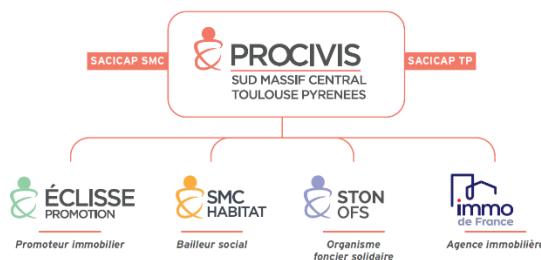 SACICAP SMC
PROCIVIS
SUD MASSIF CENTRAL
TOULOUSE PYRENEES
SACICAP TP
ÉCLISSE
PROMOTION
Promoteur immobilier
SMC
HABITAT
Bailleur social
STON
OFS
Organisme
foncier solidaire
immo
de France
Agence immobilière